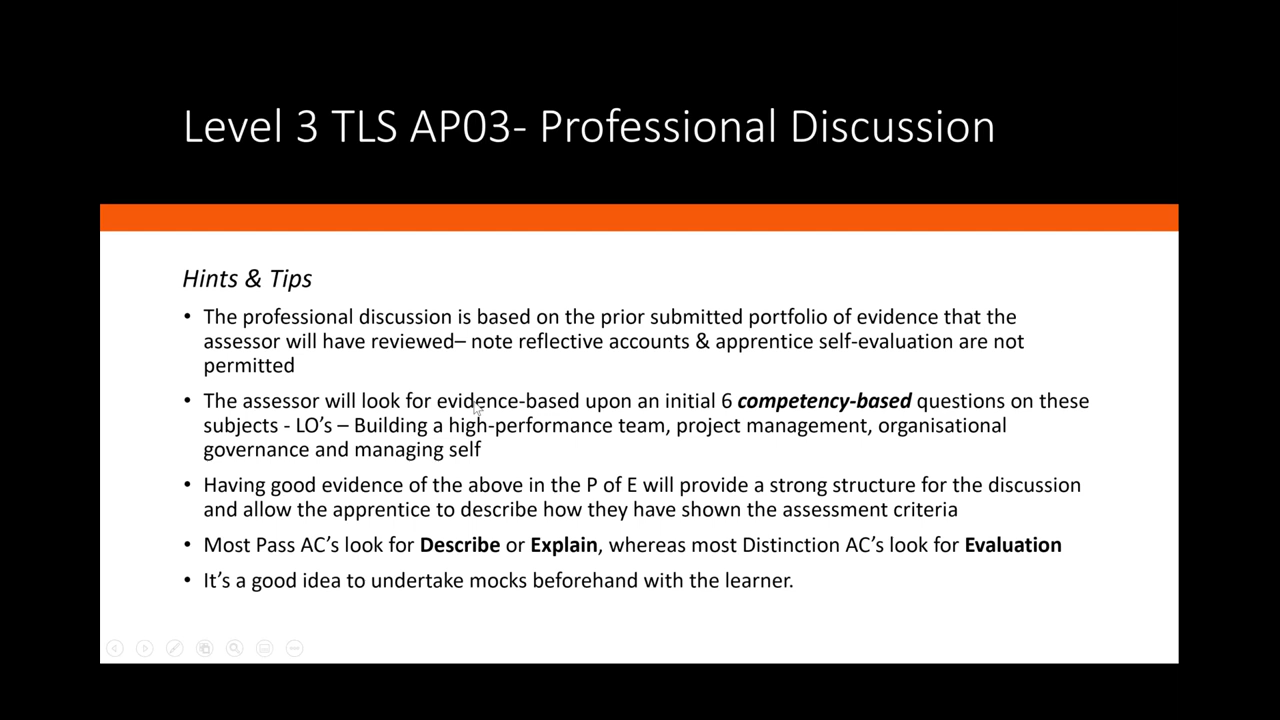 Level 3 TLS AP03- Professional Discussion
Hints & Tips
• The professional discussion is based on the prior submitted portfolio of evidence that the
assessor will have reviewed– note reflective accounts & apprentice self-evaluation are not
permitted
• The assessor will look for evidence-based upon an initial 6 competency-based questions on these
subjects - LO's – Building a high-performance team, project management, organisational
governance and managing self
• Having good evidence of the above in the P of E will provide a strong structure for the discussion
and allow the apprentice to describe how they have shown the assessment criteria
• Most Pass AC's look for Describe or Explain, whereas most Distinction AC's look for Evaluation
• It's a good idea to undertake mocks beforehand with the learner.